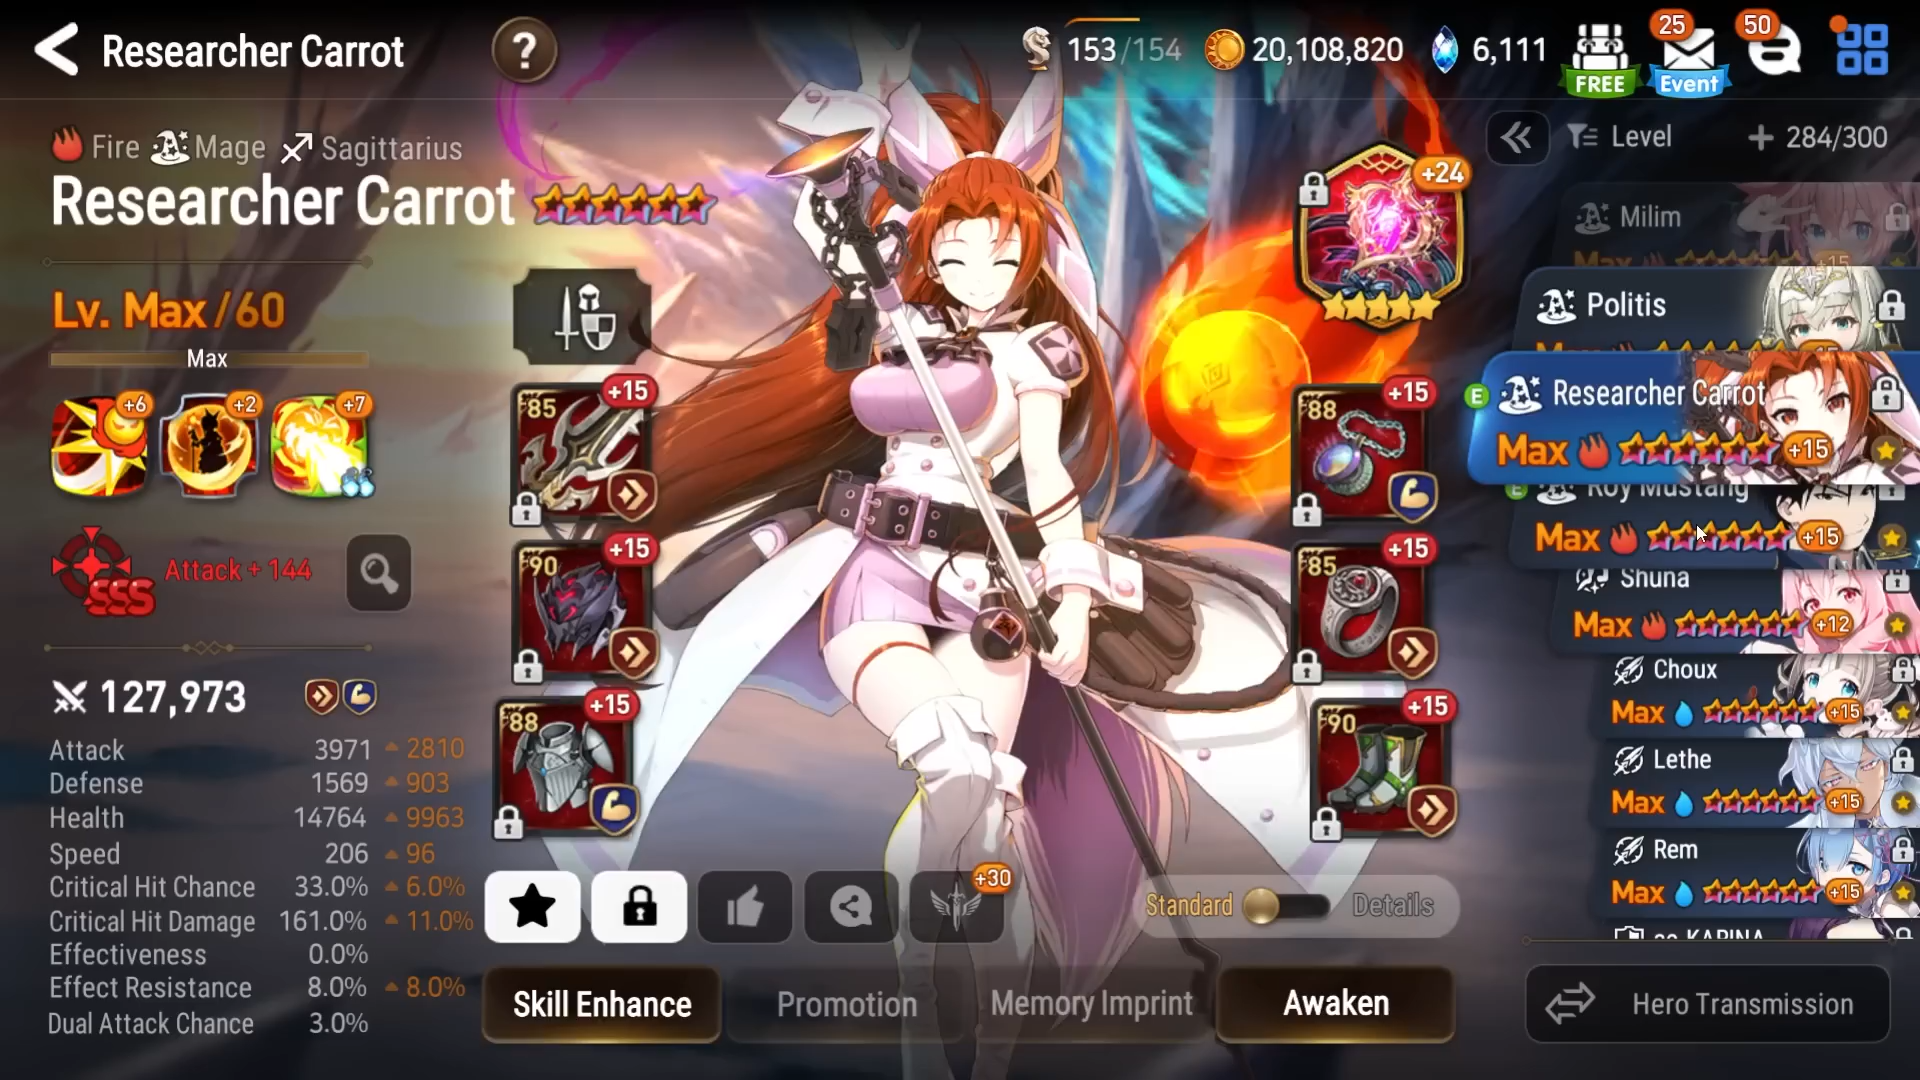 Researcher Carrot
?
153/154
20,108,820
6,111
FREE
25
Event
50
Fire Mage Sagittarius
Researcher Carrot
Lv. Max/60
Max
+6
+2
+7
SSS
Attack + 144
127,973
Attack 3971 2810
Defense 1569 903
Health 14764 9963
Speed 206 96
Critical Hit Chance 33.0% 6.0%
Critical Hit Damage 161.0% 11.0%
Effectiveness 0.0%
Effect Resistance 8.0% 8.0%
Dual Attack Chance 3.0%
85 +15
90 +15
88 +15
+24
88 +15
85 +15
90 +15
+30
Standard Details
Skill Enhance
Promotion
Memory Imprint
Awaken
Level
284/300
Milim
Max +15
Politis
E Researcher Carrot
Max +15
E Roy Mustang
Max +15
Shuna
Max +12
Choux
Max +15
Lethe
Max +15
Rem
Max +15
ae-KARINA
Hero Transmission